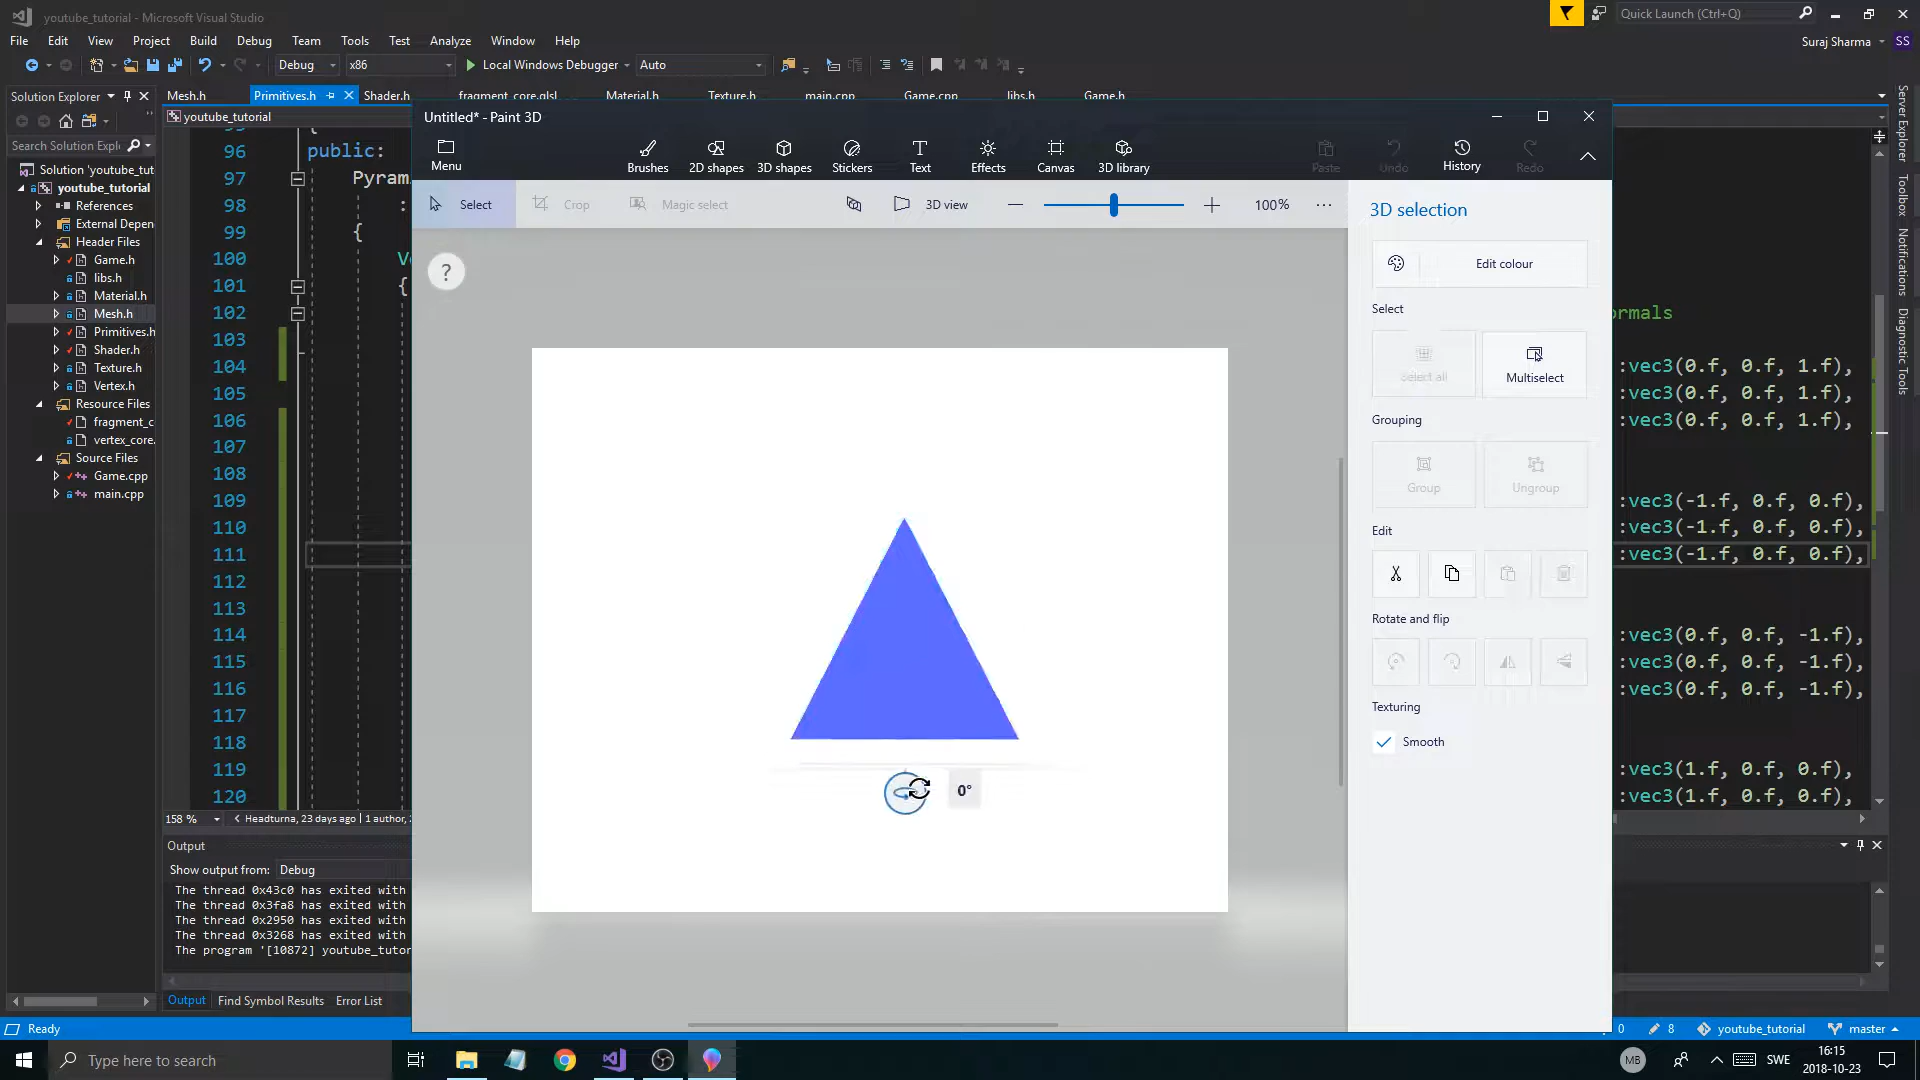 youtube_tutorial - Microsoft Visual Studio
Quick Launch (Ctrl+Q)
File Edit View Project Build Debug Team Tools Test Analyze Window Help
Suraj Sharma SS
Debug x86 Local Windows Debugger Auto
Solution Explorer
Mesh.h Primitives.h Shader.h fragment_core.glsl Material.h Texture.h main.cpp Game.cpp libs.h Game.h
youtube_tutorial
Search Solution Explo
Solution 'youtube_tut
youtube_tutorial
References
External Depen
Header Files
Game.h
libs.h
Material.h
Mesh.h
Primitives.h
Shader.h
Texture.h
Vertex.h
Resource Files
fragment_c
vertex_core.
Source Files
Game.cpp
main.cpp
96 public:
97 Pyram
98 :
99 {
100 Ve
101 {
102
103
104
105
106
107
108
109
110
111
112
113
114
115
116
117
118
119
120
158 %
Headturna, 23 days ago | 1 author,
Output
Show output from: Debug
The thread 0x43c0 has exited with
The thread 0x3fa8 has exited with
The thread 0x2950 has exited with
The thread 0x3268 has exited with
The program '[10872] youtube_tutor
Output Find Symbol Results Error List
Ready
Untitled* - Paint 3D
Menu
Brushes 2D shapes 3D shapes Stickers Text Effects Canvas 3D library
Paste Undo History Redo
Select Crop Magic select 3D view 100%
?
0°
3D selection
Edit colour
Select
Select all Multiselect
Grouping
Group Ungroup
Edit
Rotate and flip
Texturing
Smooth
ormals
:vec3(0.f, 0.f, 1.f),
:vec3(0.f, 0.f, 1.f),
:vec3(0.f, 0.f, 1.f),
:vec3(-1.f, 0.f, 0.f),
:vec3(-1.f, 0.f, 0.f),
:vec3(-1.f, 0.f, 0.f),
:vec3(0.f, 0.f, -1.f),
:vec3(0.f, 0.f, -1.f),
:vec3(0.f, 0.f, -1.f),
:vec3(1.f, 0.f, 0.f),
:vec3(1.f, 0.f, 0.f),
Server Explorer
Toolbox
Notifications
Diagnostic Tools
0 8 youtube_tutorial master
Type here to search
MB
SWE
16:15
2018-10-23